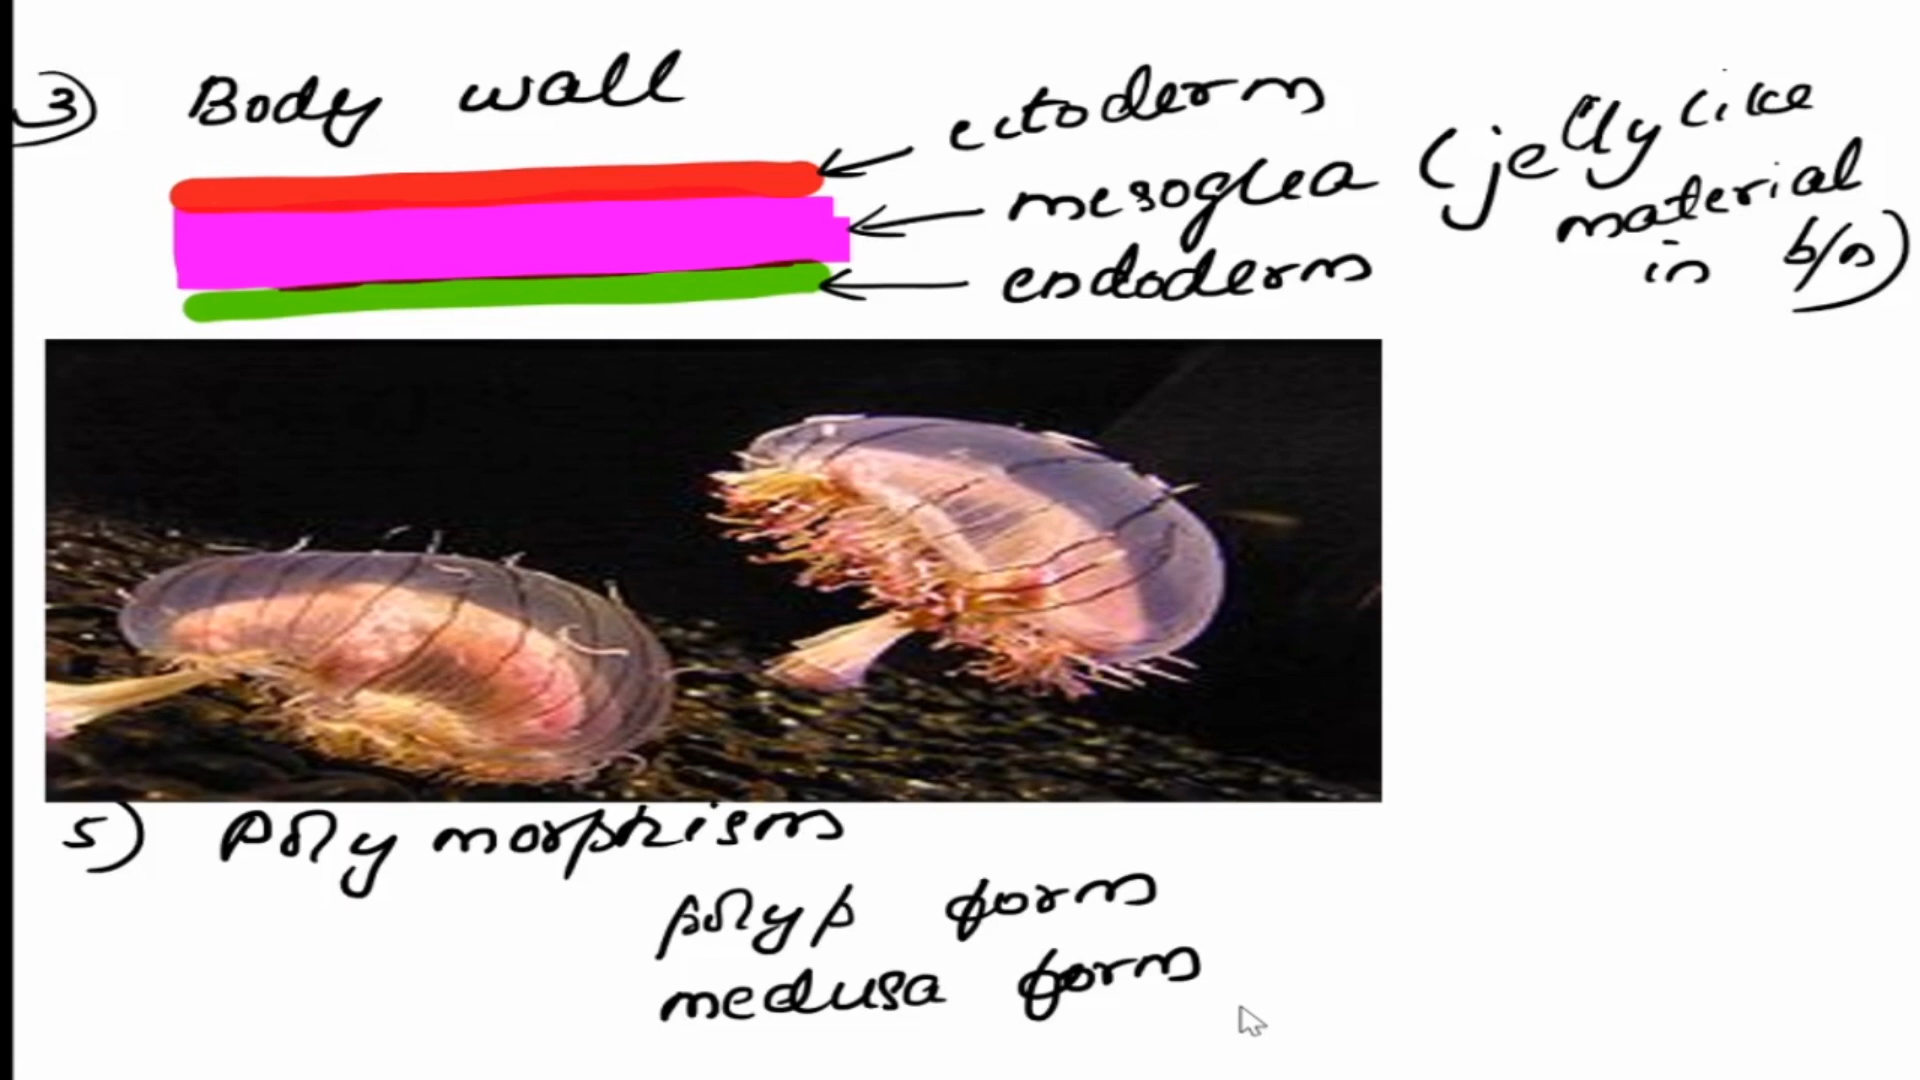 3) Body wall
ectoderm
mesoglea (jelly like material in b/n)
endoderm
5) Polymorphism
polyp form
medusa form